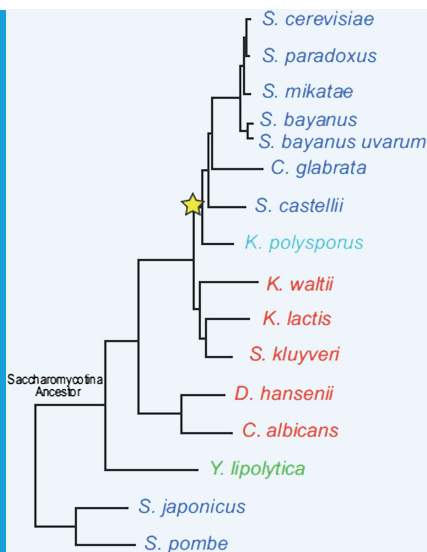 S. cerevisiae
S. paradoxus
S. mikatae
S. bayanus
S. bayanus uvarum
C. glabrata
S. castellii
K. polysporus
K. waltii
K. lactis
S. kluyveri
Saccharomycotina
Ancestor
D. hansenii
C. albicans
Y. lipolytica
S. japonicus
S. pombe